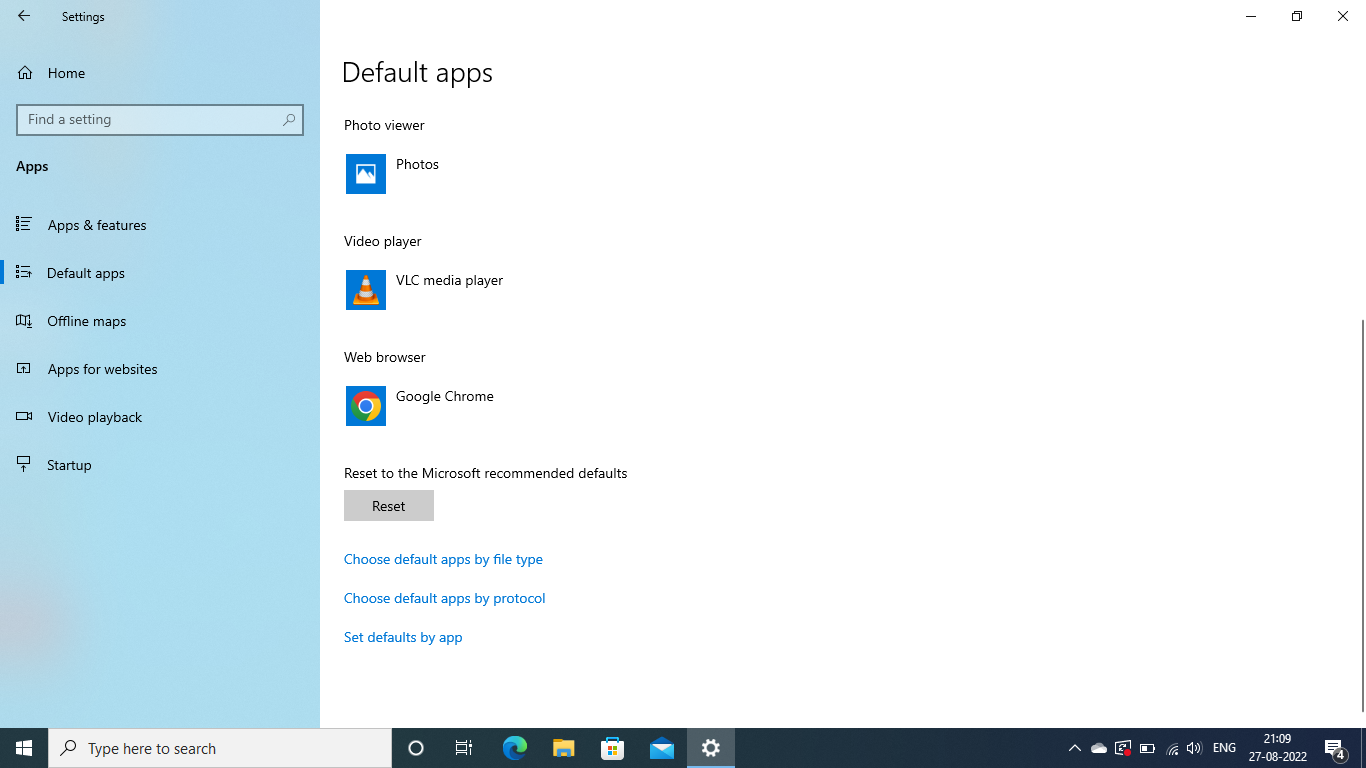 Settings
Home
Find a setting
Apps
Apps & features
Default apps
Offline maps
Apps for websites
Video playback
Startup
Default apps
Photo viewer
Photos
Video player
VLC media player
Web browser
Google Chrome
Reset to the Microsoft recommended defaults
Reset
Choose default apps by file type
Choose default apps by protocol
Set defaults by app
Type here to search
ENG
21:09
27-08-2022
4